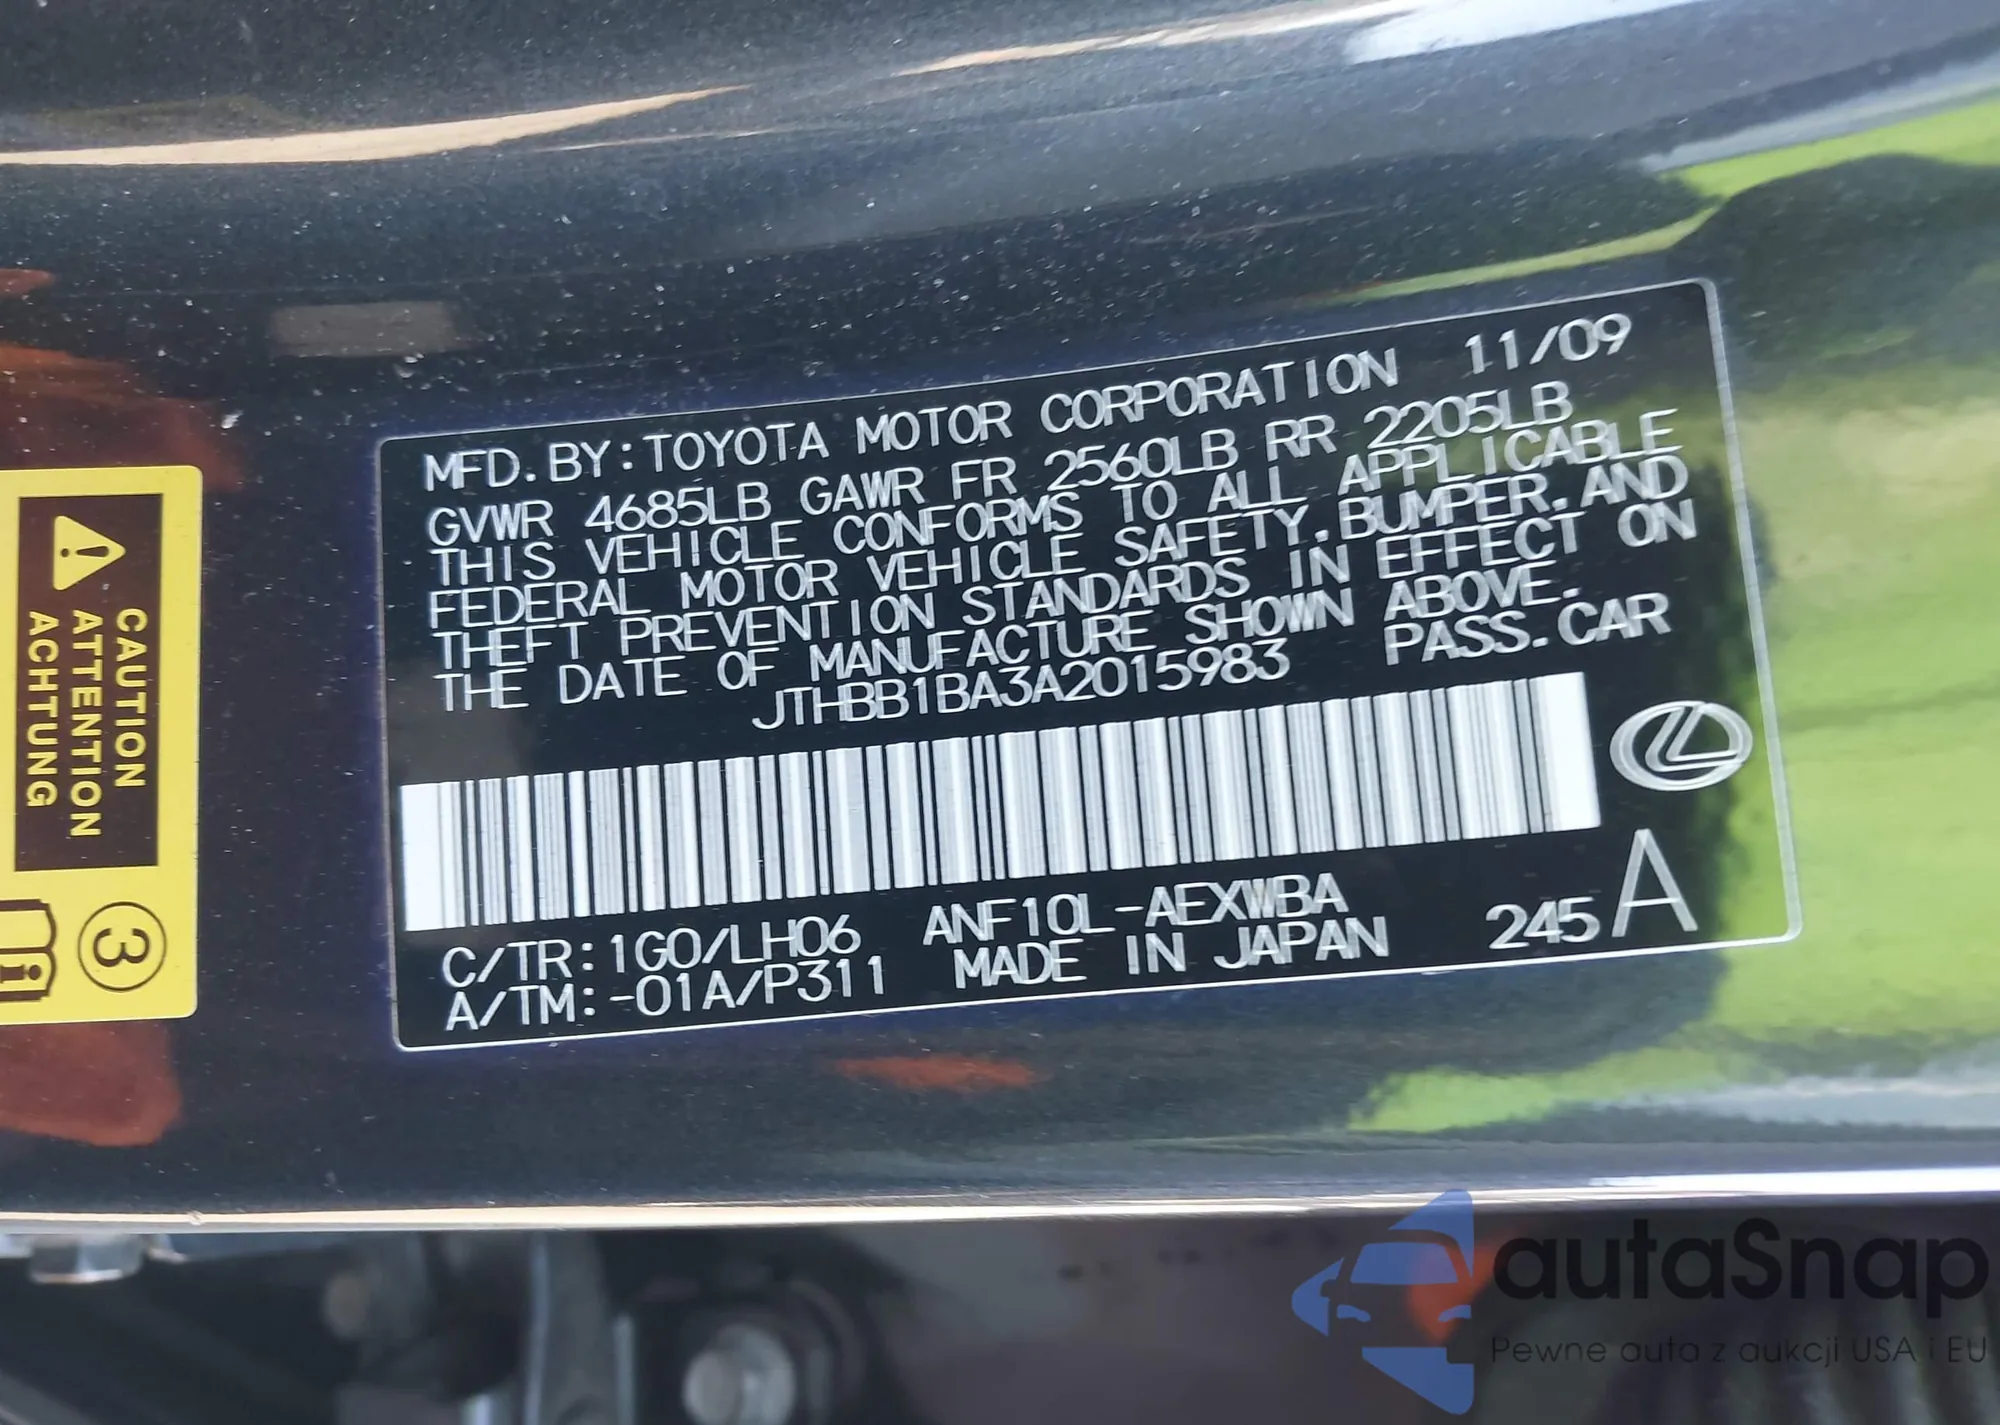 MFD.BY:TOYOTA MOTOR CORPORATION 11/09
GVWR 4685LB GAWR FR 2560LB RR 2205LB
THIS VEHICLE CONFORMS TO ALL APPLICABLE
FEDERAL MOTOR VEHICLE SAFETY,BUMPER,AND
THEFT PREVENTION STANDARDS IN EFFECT ON
THE DATE OF MANUFACTURE SHOWN ABOVE.
JTHBB1BA3A2015983 PASS.CAR
C/TR:1G0/LH06 ANF10L-AEXWBA
A/TM:-01A/P311 MADE IN JAPAN 245 A
CAUTION
ATTENTION
ACHTUNG
3
i
autaSnap
Pewne auta z aukcji USA i EU